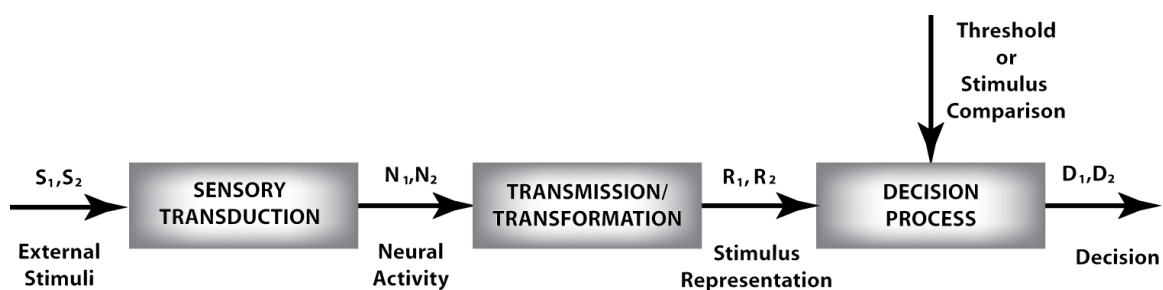 Threshold
or
Stimulus
Comparison
S₁,S₂
External
Stimuli
SENSORY
TRANSDUCTION
N₁,N₂
Neural
Activity
TRANSMISSION/
TRANSFORMATION
R₁, R₂
Stimulus
Representation
DECISION
PROCESS
D₁,D₂
Decision